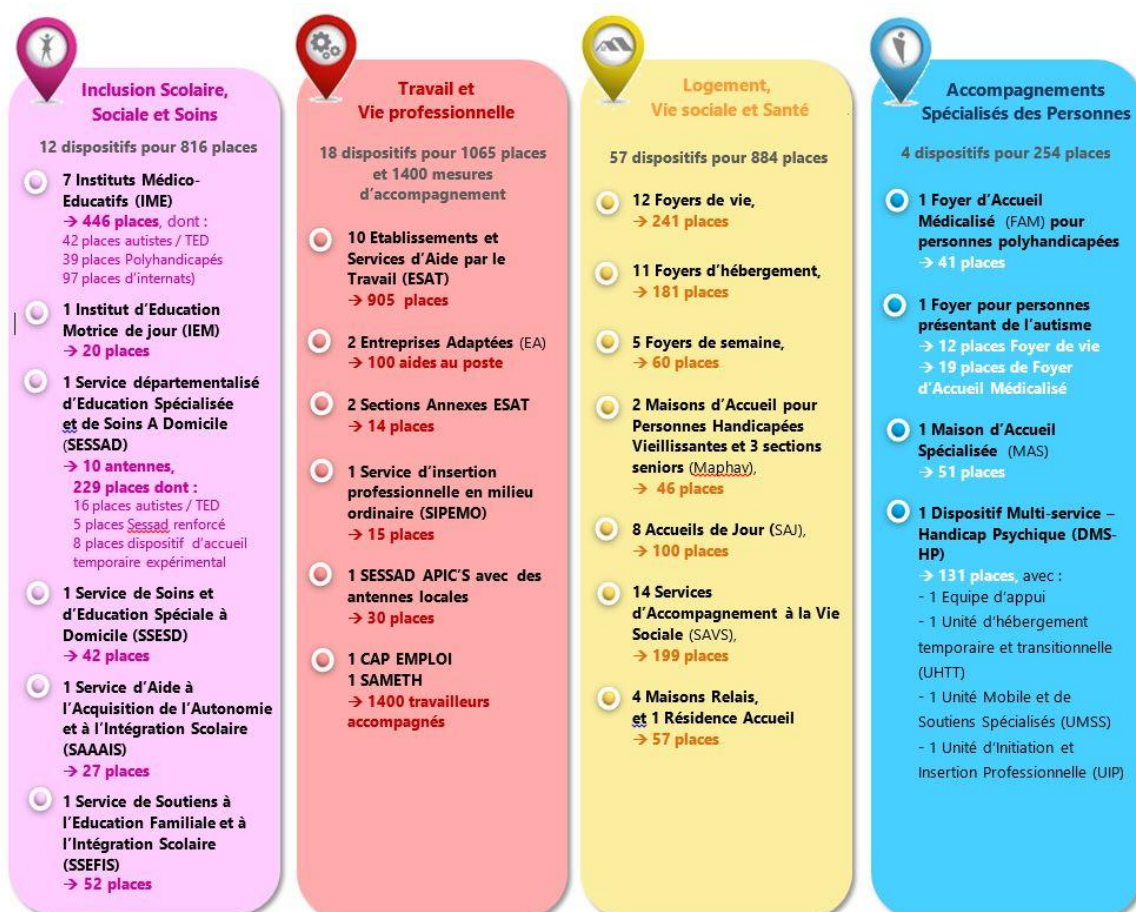 Inclusion Scolaire,
Sociale et Soins
12 dispositifs pour 816 places
7 Instituts Médico-
Educatifs (IME)
→ 446 places, dont :
42 places autistes / TED
39 places Polyhandicapés
97 places d'internats)
1 Institut d'Education
Motrice de jour (IEM)
→ 20 places
1 Service départementalisé
d'Education Spécialisée
et de Soins A Domicile
(SESSAD)
→ 10 antennes,
229 places dont :
16 places autistes / TED
5 places Sessad renforcé
8 places dispositif d'accueil
temporaire expérimental
1 Service de Soins et
d'Education Spéciale à
Domicile (SSESD)
→ 42 places
1 Service d'Aide à
l'Acquisition de l'Autonomie
et à l'Intégration Scolaire
(SAAAIS)
→ 27 places
1 Service de Soutiens à
l'Education Familiale et à
l'Intégration Scolaire
(SSEFIS)
→ 52 places
Travail et
Vie professionnelle
18 dispositifs pour 1065 places
et 1400 mesures
d'accompagnement
10 Etablissements et
Services d'Aide par le
Travail (ESAT)
→ 905 places
2 Entreprises Adaptées (EA)
→ 100 aides au poste
2 Sections Annexes ESAT
→ 14 places
1 Service d'insertion
professionnelle en milieu
ordinaire (SIPEMO)
→ 15 places
1 SESSAD APIC'S avec des
antennes locales
→ 30 places
1 CAP EMPLOI
1 SAMETH
→ 1400 travailleurs
accompagnés
Logement,
Vie sociale et Santé
57 dispositifs pour 884 places
12 Foyers de vie,
→ 241 places
11 Foyers d'hébergement,
→ 181 places
5 Foyers de semaine,
→ 60 places
2 Maisons d'Accueil pour
Personnes Handicapées
Vieillissantes et 3 sections
seniors (Maphav),
→ 46 places
8 Accueils de Jour (SAJ),
→ 100 places
14 Services
d'Accompagnement à la Vie
Sociale (SAVS),
→ 199 places
4 Maisons Relais,
et 1 Résidence Accueil
→ 57 places
Accompagnements
Spécialisés des Personnes
4 dispositifs pour 254 places
1 Foyer d'Accueil
Médicalisé (FAM) pour
personnes polyhandicapées
→ 41 places
1 Foyer pour personnes
présentant de l'autisme
→ 12 places Foyer de vie
→ 19 places de Foyer
d'Accueil Médicalisé
1 Maison d'Accueil
Spécialisée (MAS)
→ 51 places
1 Dispositif Multi-service –
Handicap Psychique (DMS-
HP)
→ 131 places, avec :
- 1 Equipe d'appui
- 1 Unité d'hébergement
temporaire et transitionnelle
(UHTT)
- 1 Unité Mobile et de
Soutiens Spécialisés (UMSS)
- 1 Unité d'Initiation et
Insertion Professionnelle (UIP)